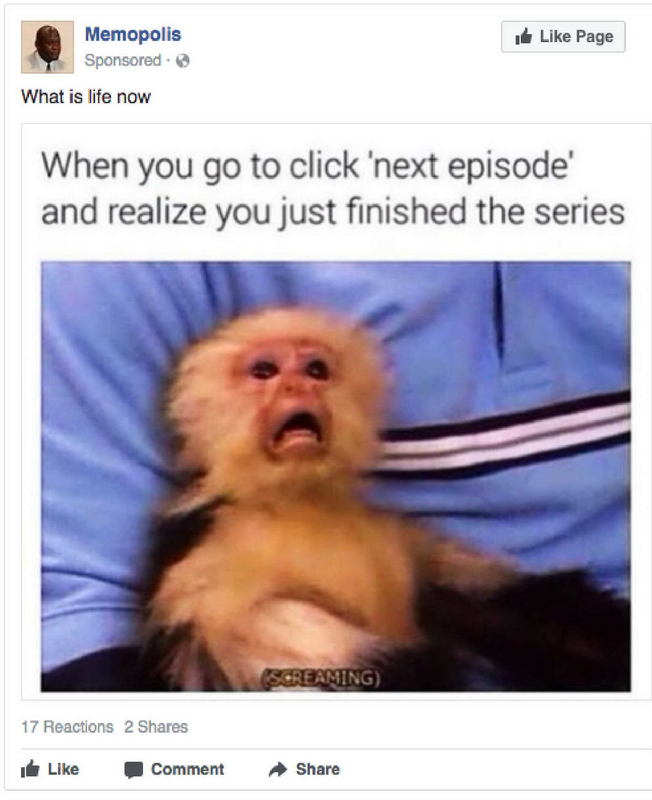 Memopolis
Like Page
Sponsored ·
What is life now
When you go to click 'next episode'
and realize you just finished the series
(SCREAMING)
17 Reactions 2 Shares
Like Comment Share